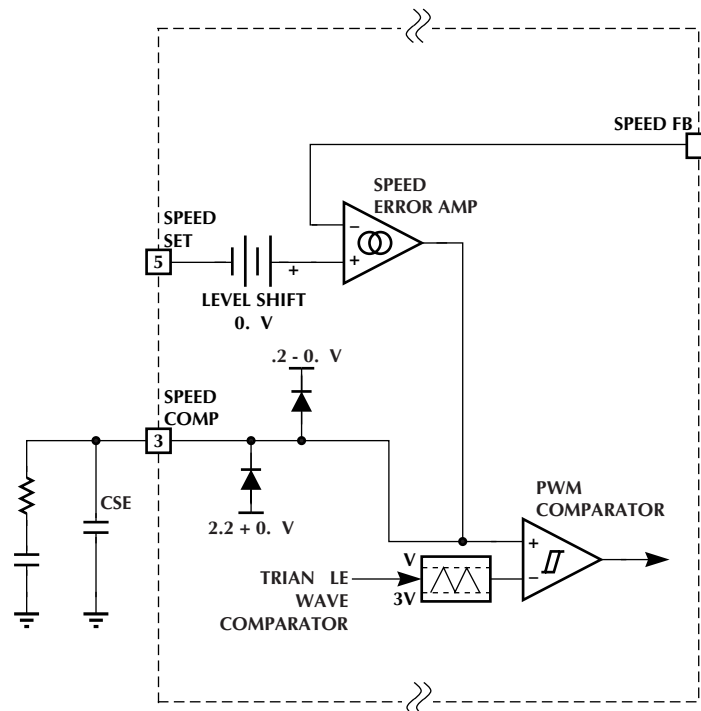 SPEED FB
SPEED
ERROR AMP
−
+
SPEED
SET
5
+
LEVEL SHIFT
0. V
.2 - 0. V
SPEED
COMP
3
CSE
2.2 + 0. V
PWM
COMPARATOR
+
−
V
3V
TRIAN LE
WAVE
COMPARATOR